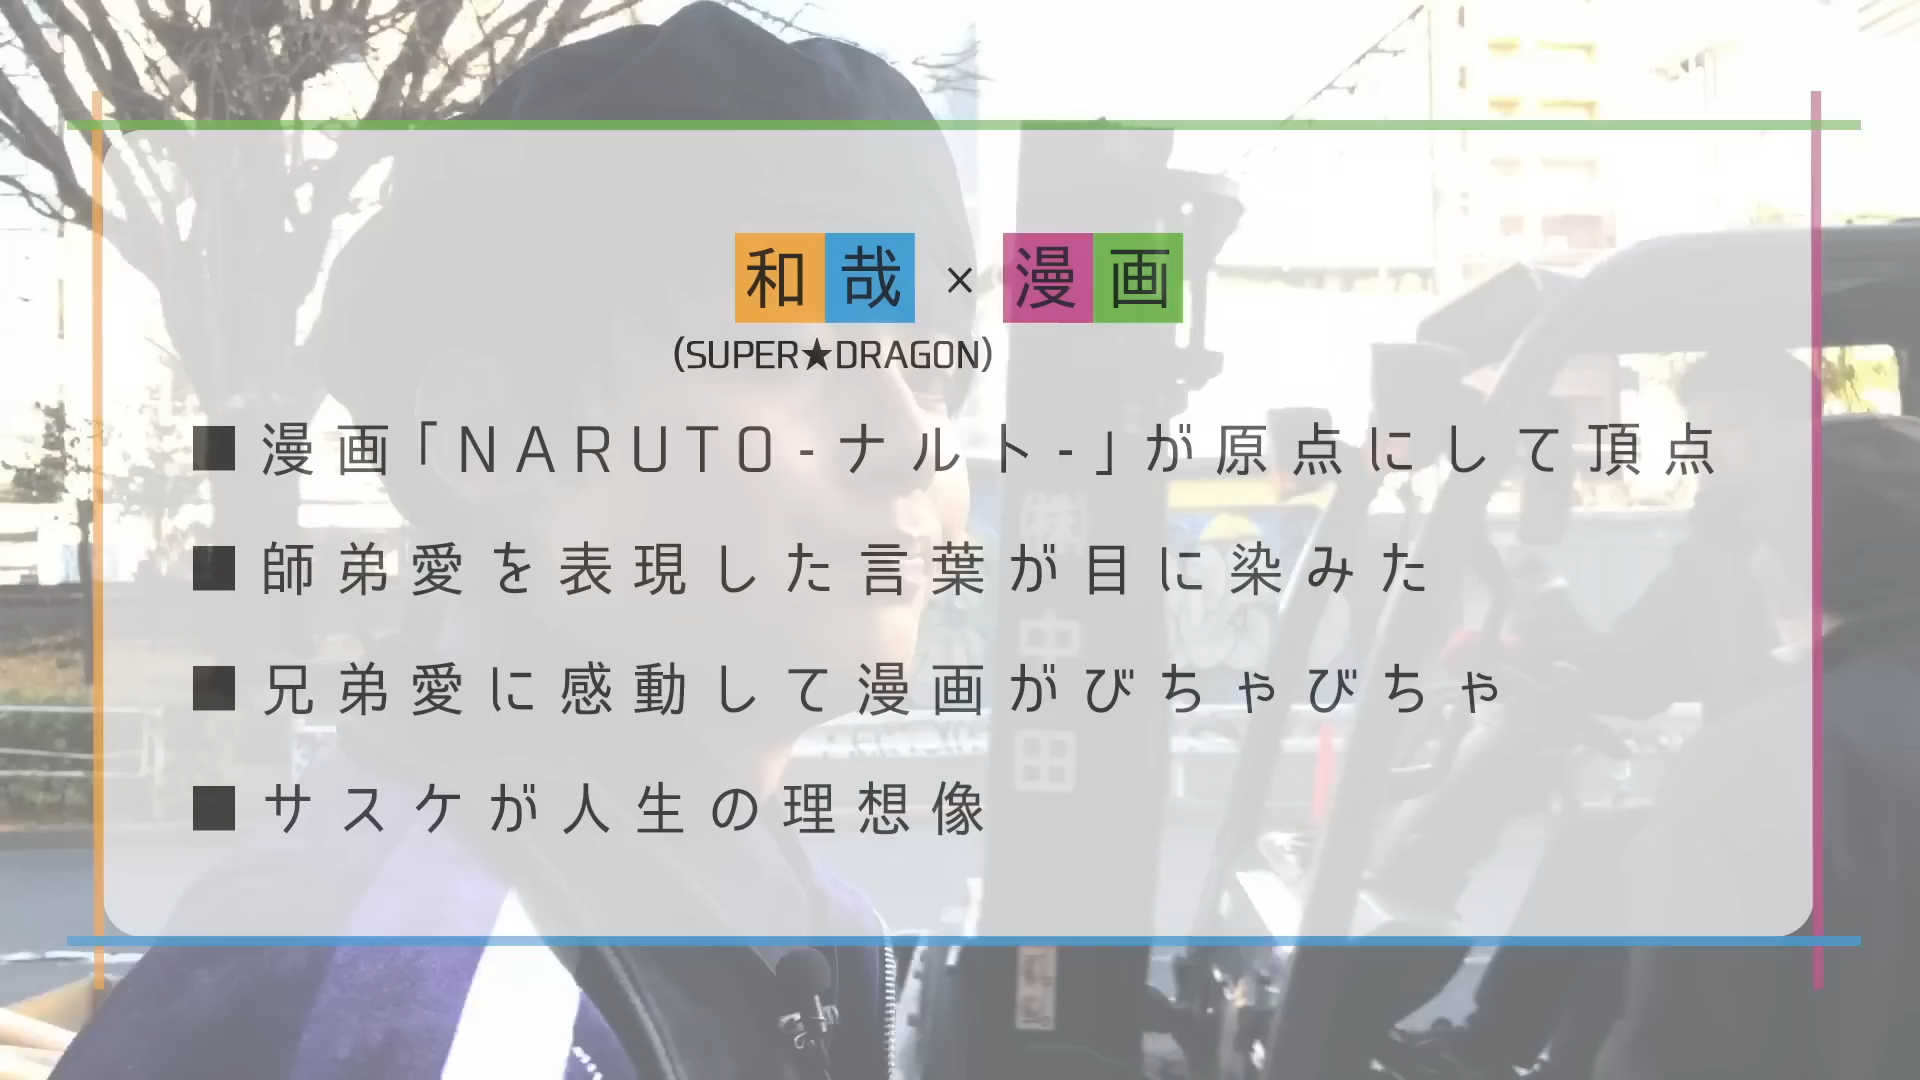 和哉×漫画
(SUPER★DRAGON)
■漫画「NARUTO-ナルト-」が原点にして頂点
■師弟愛を表現した言葉が目に染みた
■兄弟愛に感動して漫画がびちゃびちゃ
■サスケが人生の理想像
㈱中田